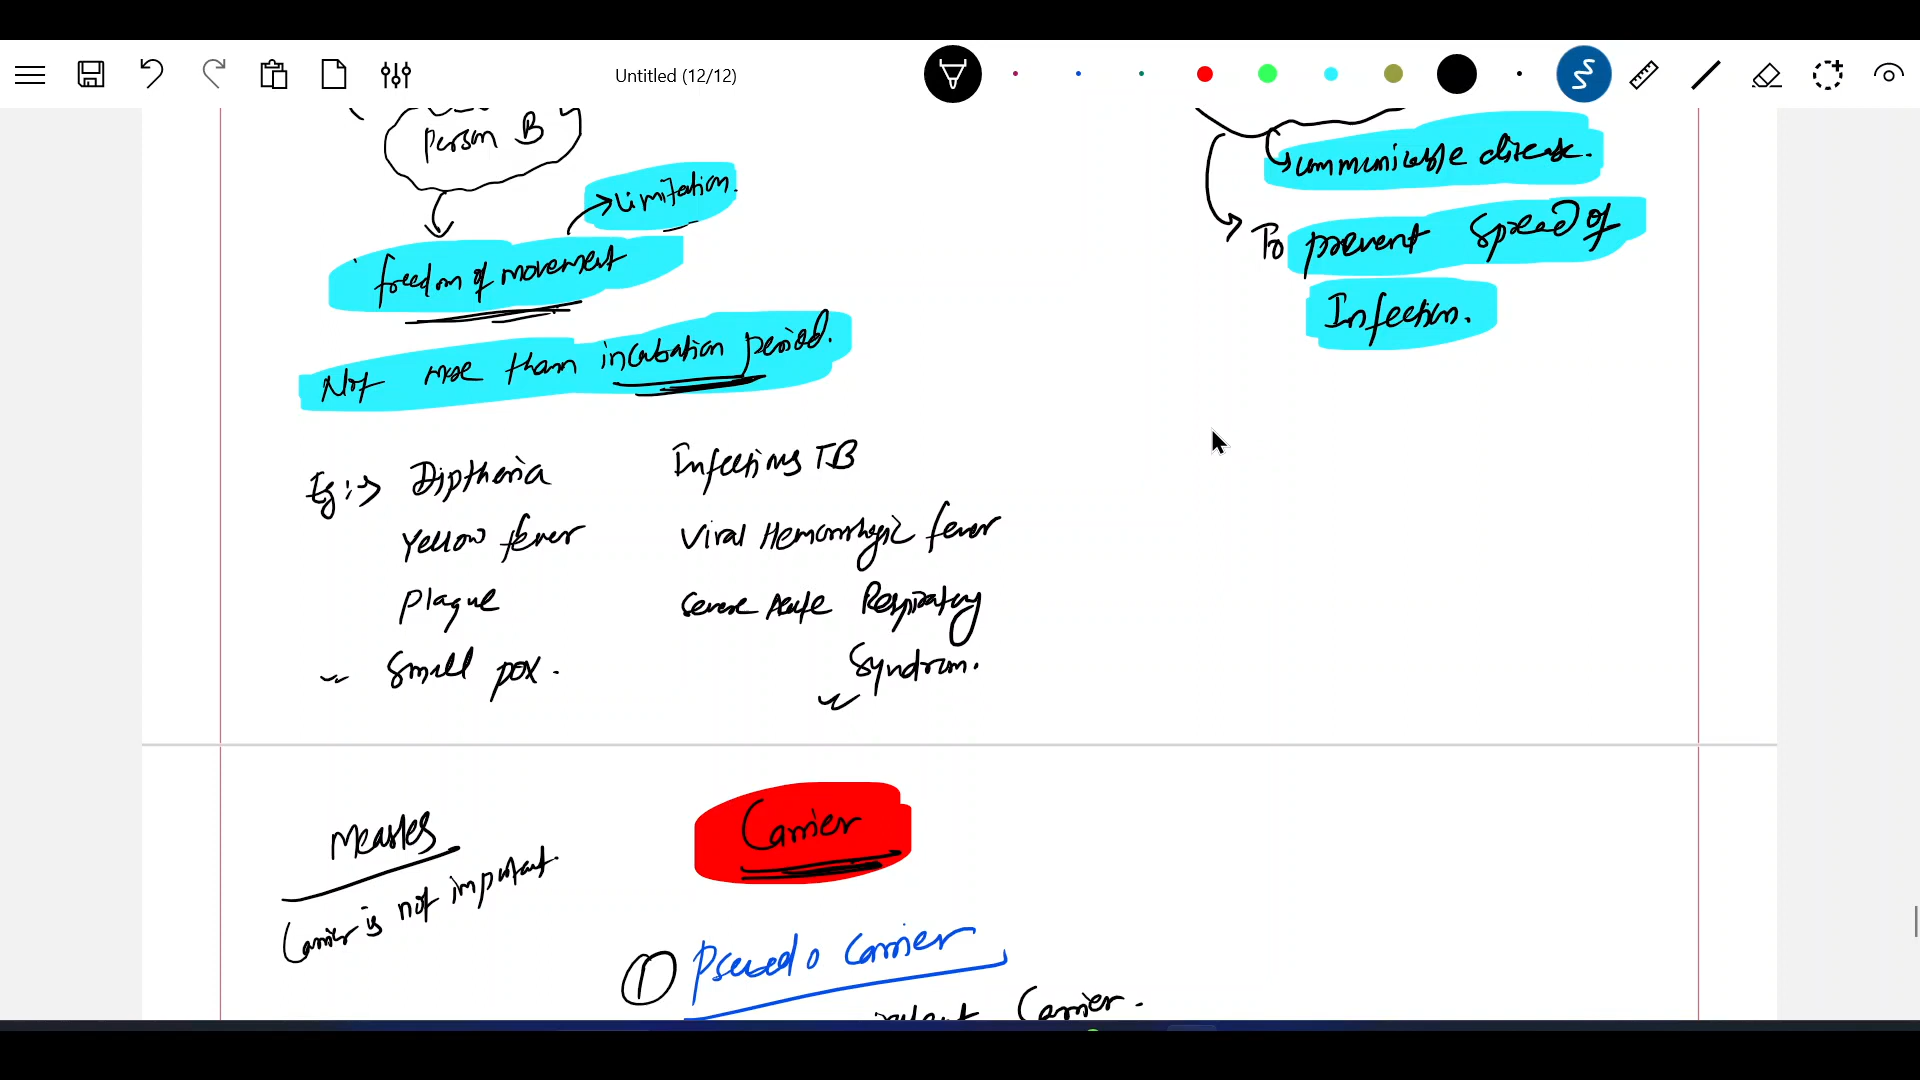 Untitled (12/12)
person B
Limitation.
freedom of movement
Not more than incubation period.
communicable disease.
To prevent spread of
Infection.
Eg:→ Diptheria
Yellow fever
Plague
Small pox.
Infectious TB
Viral Hemorrhagic fever
Severe Acute Respiratory
Syndrom.
Measles
Carrier is not important.
Carrier
① Pseudo carrier
Carrier.